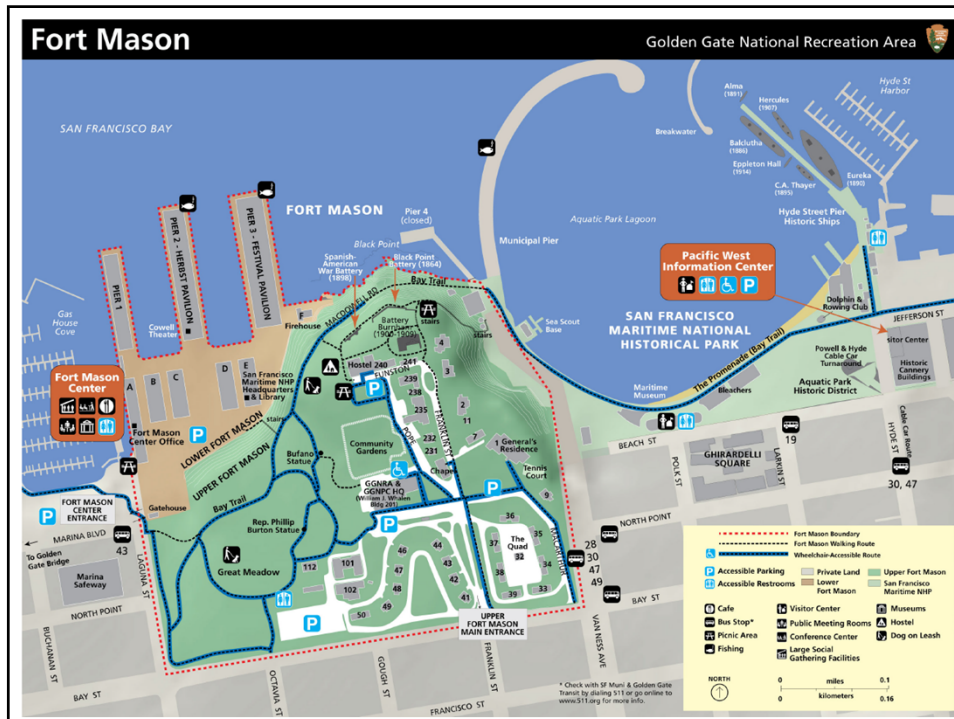 Fort Mason
Golden Gate National Recreation Area
SAN FRANCISCO BAY
Alma
(1891)
Hercules
(1907)
Hyde St
Harbor
Breakwater
Balclutha
(1886)
Eppleton Hall
(1914)
C.A. Thayer
(1895)
Eureka
(1890)
Hyde Street Pier
Historic Ships
PIER 1
PIER 2 - HERBST PAVILION
PIER 3 - FESTIVAL PAVILION
FORT MASON
Pier 4
(closed)
Municipal Pier
Aquatic Park Lagoon
Black Point
Spanish-
American
War Battery
(1898)
Black Point
Battery (1864)
Bay Trail
MACDOWELL RD
Pacific West
Information Center
P
Gas
House
Cove
Cowell
Theater
F
Firehouse
Battery
Burnham
(1900-1909)
stairs
stairs
Sea Scout
Base
SAN FRANCISCO
MARITIME NATIONAL
HISTORICAL PARK
Dolphin &
Rowing Club
JEFFERSON ST
The Promenade (Bay Trail)
sitor Center
Historic
Cannery
Buildings
Powell & Hyde
Cable Car
Turnaround
Aquatic Park
Historic District
Maritime
Museum
Bleachers
Fort Mason
Center
A
B
C
D
E
San Francisco
Maritime NHP
Headquarters
& Library
Fort Mason
Center Office
P
stairs
LOWER FORT MASON
UPPER FORT MASON
Hostel
240
241
FUNSTON
P
239
238
235
232
231
4
3
2
11
7
1
POPE
FRANKLIN ST
General's
Residence
Tennis
Court
9
Chapel
Community
Gardens
Bufano
Statue
GGNRA &
GGNPC HQ
(William J. Whalen
Bldg 201)
P
P
BEACH ST
POLK ST
GHIRARDELLI
SQUARE
LARKIN ST
19
HYDE ST
Cable Car Route
30, 47
FORT MASON
CENTER
ENTRANCE
P
Gatehouse
MARINA BLVD
43
To Golden
Gate Bridge
Marina
Safeway
LAGUNA ST
Bay Trail
Rep. Phillip
Burton Statue
Great Meadow
112
101
102
46
45
44
47
43
48
42
49
41
50
P
36
37
35
The
Quad
32
34
38
39
33
MACARTHUR
28
30
47
49
NORTH POINT
BAY ST
VAN NESS AVE
UPPER
FORT MASON
MAIN ENTRANCE
NORTH POINT
BUCHANAN ST
BAY ST
OCTAVIA ST
GOUGH ST
FRANKLIN ST
FRANCISCO ST
* Check with SF Muni & Golden Gate
Transit by dialing 511 or go online to
www.511.org for more info.
Fort Mason Boundary
Fort Mason Walking Route
Wheelchair-Accessible Route
P Accessible Parking
Accessible Restrooms
Private Land
Lower
Fort Mason
Upper Fort Mason
San Francisco
Maritime NHP
Cafe
Bus Stop*
Picnic Area
Fishing
Visitor Center
Public Meeting Rooms
Conference Center
Large Social
Gathering Facilities
Museums
Hostel
Dog on Leash
NORTH
0 miles 0.1
0 kilometers 0.16